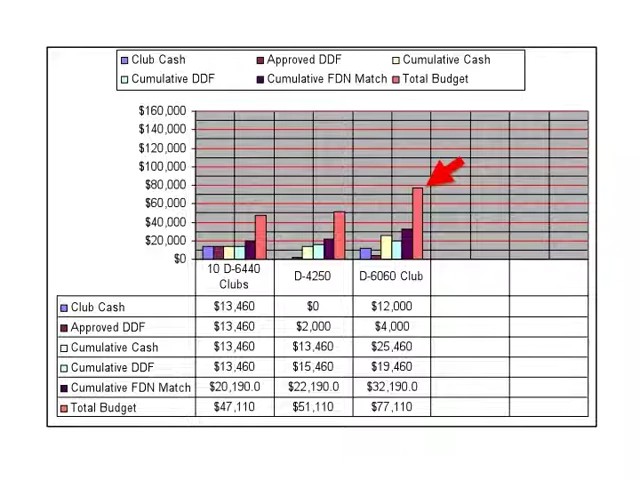 Club Cash Approved DDF Cumulative Cash
Cumulative DDF Cumulative FDN Match Total Budget
$160,000
$140,000
$120,000
$100,000
$80,000
$60,000
$40,000
$20,000
$0
10 D-6440 Clubs D-4250 D-6060 Club
Club Cash $13,460 $0 $12,000
Approved DDF $13,460 $2,000 $4,000
Cumulative Cash $13,460 $13,460 $25,460
Cumulative DDF $13,460 $15,460 $19,460
Cumulative FDN Match $20,190.0 $22,190.0 $32,190.0
Total Budget $47,110 $51,110 $77,110